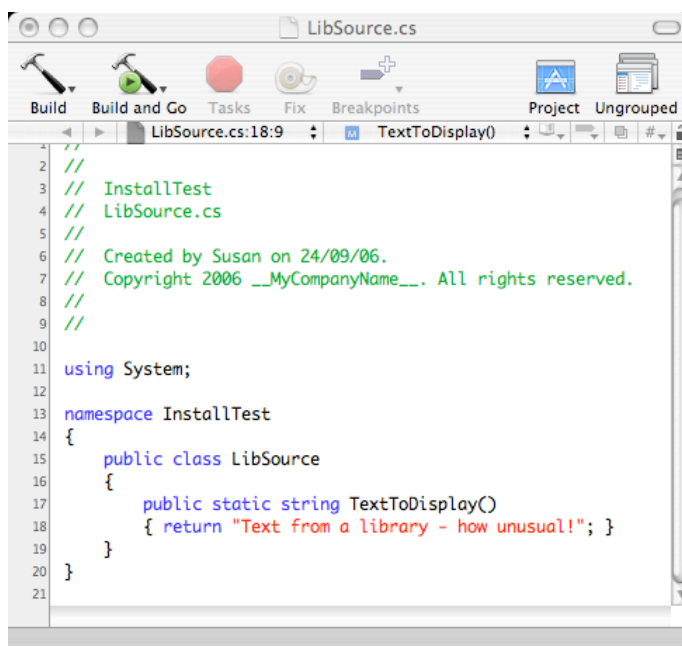 LibSource.cs
Build Build and Go Tasks Fix Breakpoints Project Ungrouped
LibSource.cs:18:9 M TextToDisplay() #
1 //
2 //
3 // InstallTest
4 // LibSource.cs
5 //
6 // Created by Susan on 24/09/06.
7 // Copyright 2006 __MyCompanyName__. All rights reserved.
8 //
9 //
10
11 using System;
12
13 namespace InstallTest
14 {
15 public class LibSource
16 {
17 public static string TextToDisplay()
18 { return "Text from a library - how unusual!"; }
19 }
20 }
21